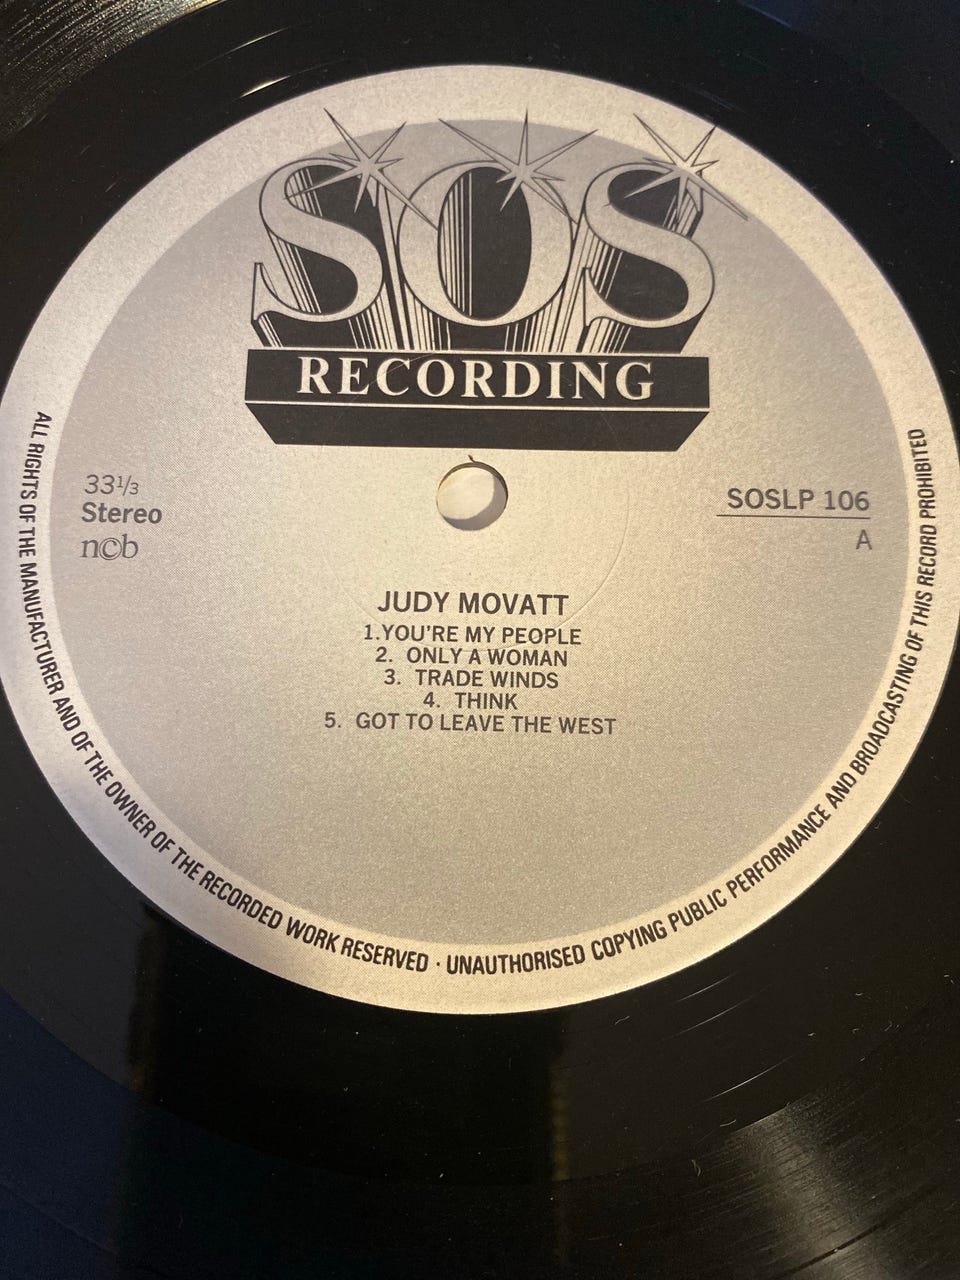 SOS
RECORDING
33⅓
Stereo
n©b
SOSLP 106
A
JUDY MOVATT
1.YOU'RE MY PEOPLE
2. ONLY A WOMAN
3. TRADE WINDS
4. THINK
5. GOT TO LEAVE THE WEST
ALL RIGHTS OF THE MANUFACTURER AND OF THE OWNER OF THE RECORDED WORK RESERVED · UNAUTHORISED COPYING PUBLIC PERFORMANCE AND BROADCASTING OF THIS RECORD PROHIBITED